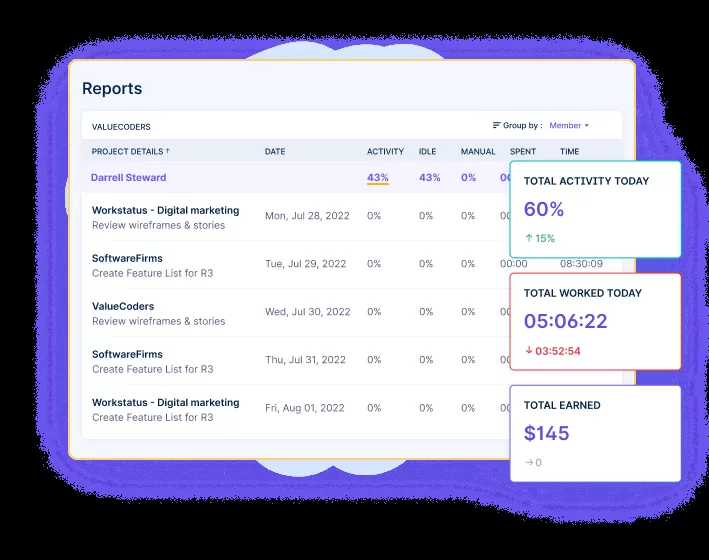 Reports
VALUECODERS
Group by : Member
PROJECT DETAILS ↑ DATE ACTIVITY IDLE MANUAL SPENT TIME
Darrell Steward 43% 43% 0%
TOTAL ACTIVITY TODAY
60%
↑ 15%
Workstatus - Digital marketing
Review wireframes & stories
Mon, Jul 28, 2022 0% 0% 0%
SoftwareFirms
Create Feature List for R3
Tue, Jul 29, 2022 0% 0% 0% 00:00 08:30:09
TOTAL WORKED TODAY
05:06:22
↓ 03:52:54
ValueCoders
Review wireframes & stories
Wed, Jul 30, 2022 0% 0% 0%
SoftwareFirms
Create Feature List for R3
Thu, Jul 31, 2022 0% 0% 0%
Workstatus - Digital marketing
Create Feature List for R3
Fri, Aug 01, 2022 0% 0% 0%
TOTAL EARNED
$145
→ 0